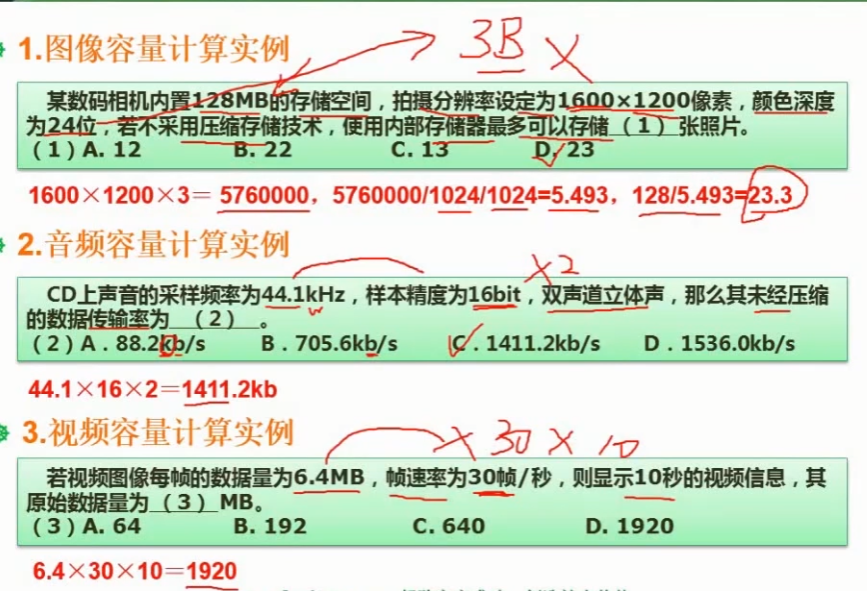 1.图像容量计算实例
3B ×
某数码相机内置128MB的存储空间，拍摄分辨率设定为1600×1200像素，颜色深度
为24位，若不采用压缩存储技术，使用内部存储器最多可以存储（1）张照片。
（1）A. 12 B. 22 C. 13 D. 23
1600×1200×3= 5760000，5760000/1024/1024=5.493，128/5.493=23.3
2.音频容量计算实例
×2
CD上声音的采样频率为44.1kHz，样本精度为16bit，双声道立体声，那么其未经压缩
的数据传输率为（2）。
（2）A．88.2kb/s B．705.6kb/s C．1411.2kb/s D．1536.0kb/s
44.1×16×2=1411.2kb
3.视频容量计算实例
×30×10
若视频图像每帧的数据量为6.4MB，帧速率为30帧/秒，则显示10秒的视频信息，其
原始数据量为（3）MB。
（3）A. 64 B. 192 C. 640 D. 1920
6.4×30×10=1920